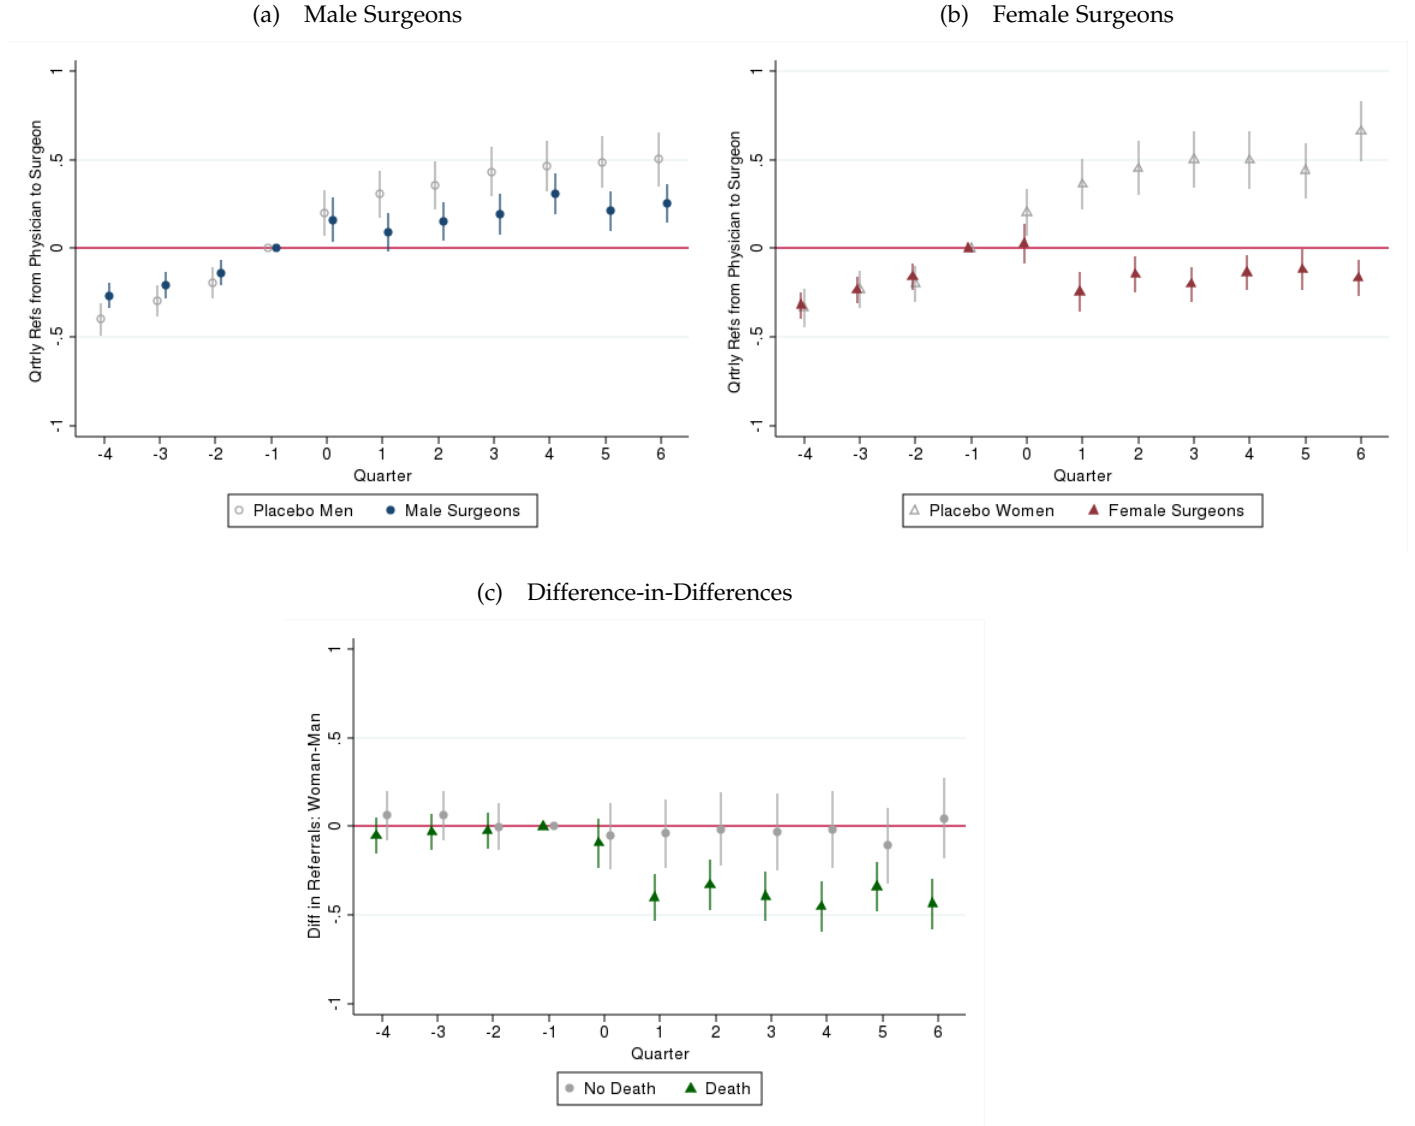 (a) Male Surgeons
Qrtrly Refs from Physician to Surgeon
1
.5
0
-.5
-1
-4 -3 -2 -1 0 1 2 3 4 5 6
Quarter
Placebo Men Male Surgeons
(b) Female Surgeons
Qrtrly Refs from Physician to Surgeon
1
.5
0
-.5
-1
-4 -3 -2 -1 0 1 2 3 4 5 6
Quarter
Placebo Women Female Surgeons
(c) Difference-in-Differences
Diff in Referrals: Woman-Man
1
.5
0
-.5
-1
-4 -3 -2 -1 0 1 2 3 4 5 6
Quarter
No Death Death